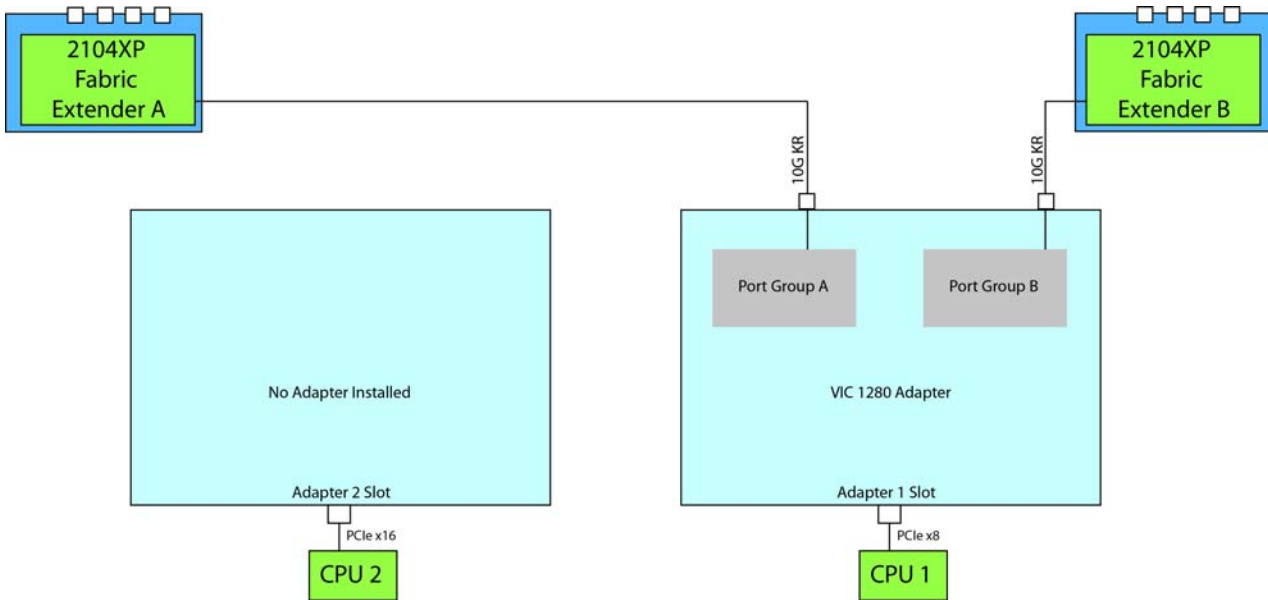 2104XP
Fabric
Extender A
2104XP
Fabric
Extender B
10G KR
10G KR
Port Group A
Port Group B
No Adapter Installed
VIC 1280 Adapter
Adapter 2 Slot
Adapter 1 Slot
PCIe x16
PCIe x8
CPU 2
CPU 1